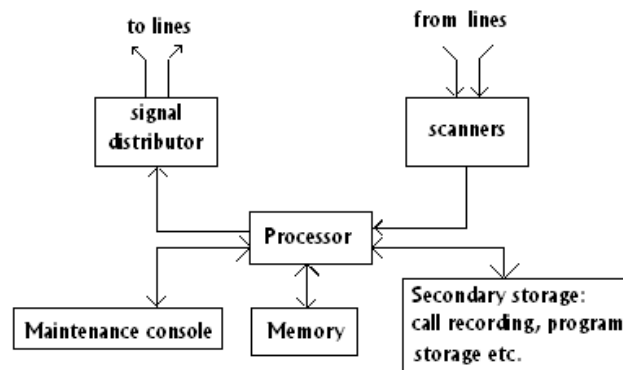 to lines
from lines
signal
distributor
scanners
Processor
Maintenance console
Memory
Secondary storage:
call recording, program
storage etc.